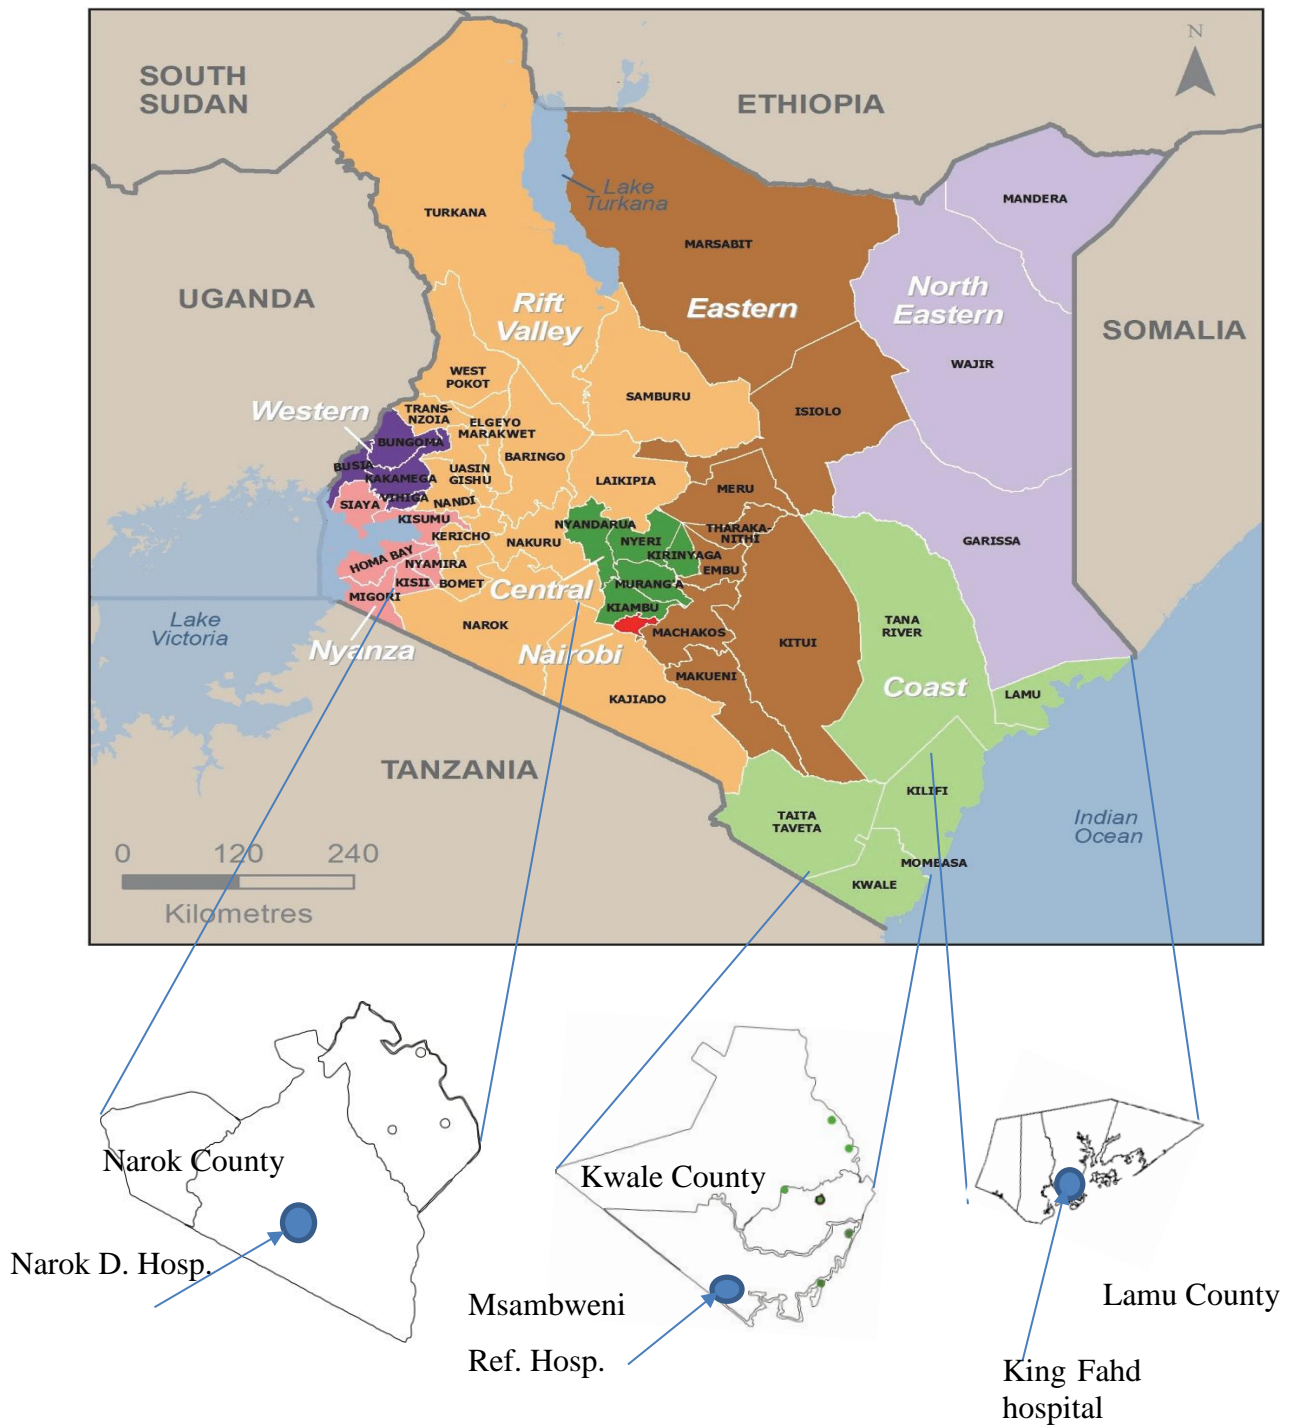 N
SOUTH
SUDAN
ETHIOPIA
Lake
Turkana
MANDERA
TURKANA
MARSABIT
UGANDA
Rift
Valley
Eastern
North
Eastern
SOMALIA
WAJIR
WEST
POKOT
SAMBURU
Western
TRANS-
NZOIA
ELGEYO
MARAKWET
ISIOLO
BUNGOMA
BUSIA
BARINGO
KAKAMEGA
UASIN
GISHU
LAIKIPIA
MERU
SIAYA
VIHIGA
NANDI
KISUMU
NYANDARUA
THARAKA-
NITHI
KERICHO
NAKURU
NYERI
GARISSA
HOMA BAY
NYAMIRA
KIRINYAGA
EMBU
KISII
BOMET
Central
MURANG'A
MIGORI
KIAMBU
Lake
Victoria
NAROK
MACHAKOS
KITUI
TANA
RIVER
Nyanza
Nairobi
MAKUENI
Coast
LAMU
KAJIADO
TANZANIA
KILIFI
TAITA
TAVETA
Indian
Ocean
0 120 240
Kilometres
MOMBASA
KWALE
Narok County
Kwale County
Narok D. Hosp.
Msambweni
Ref. Hosp.
Lamu County
King Fahd
hospital